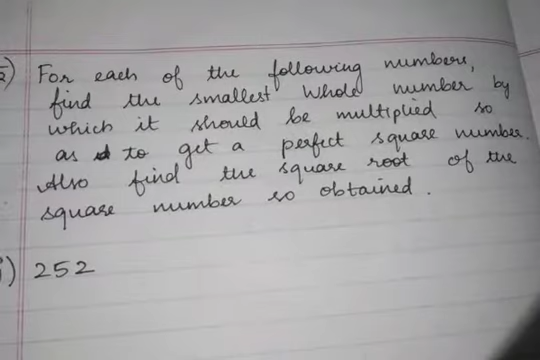 2) For each of the following numbers,
find the smallest whole number by
which it should be multiplied so
as to get a perfect square number.
Also find the square root of the
square number so obtained.
i) 252